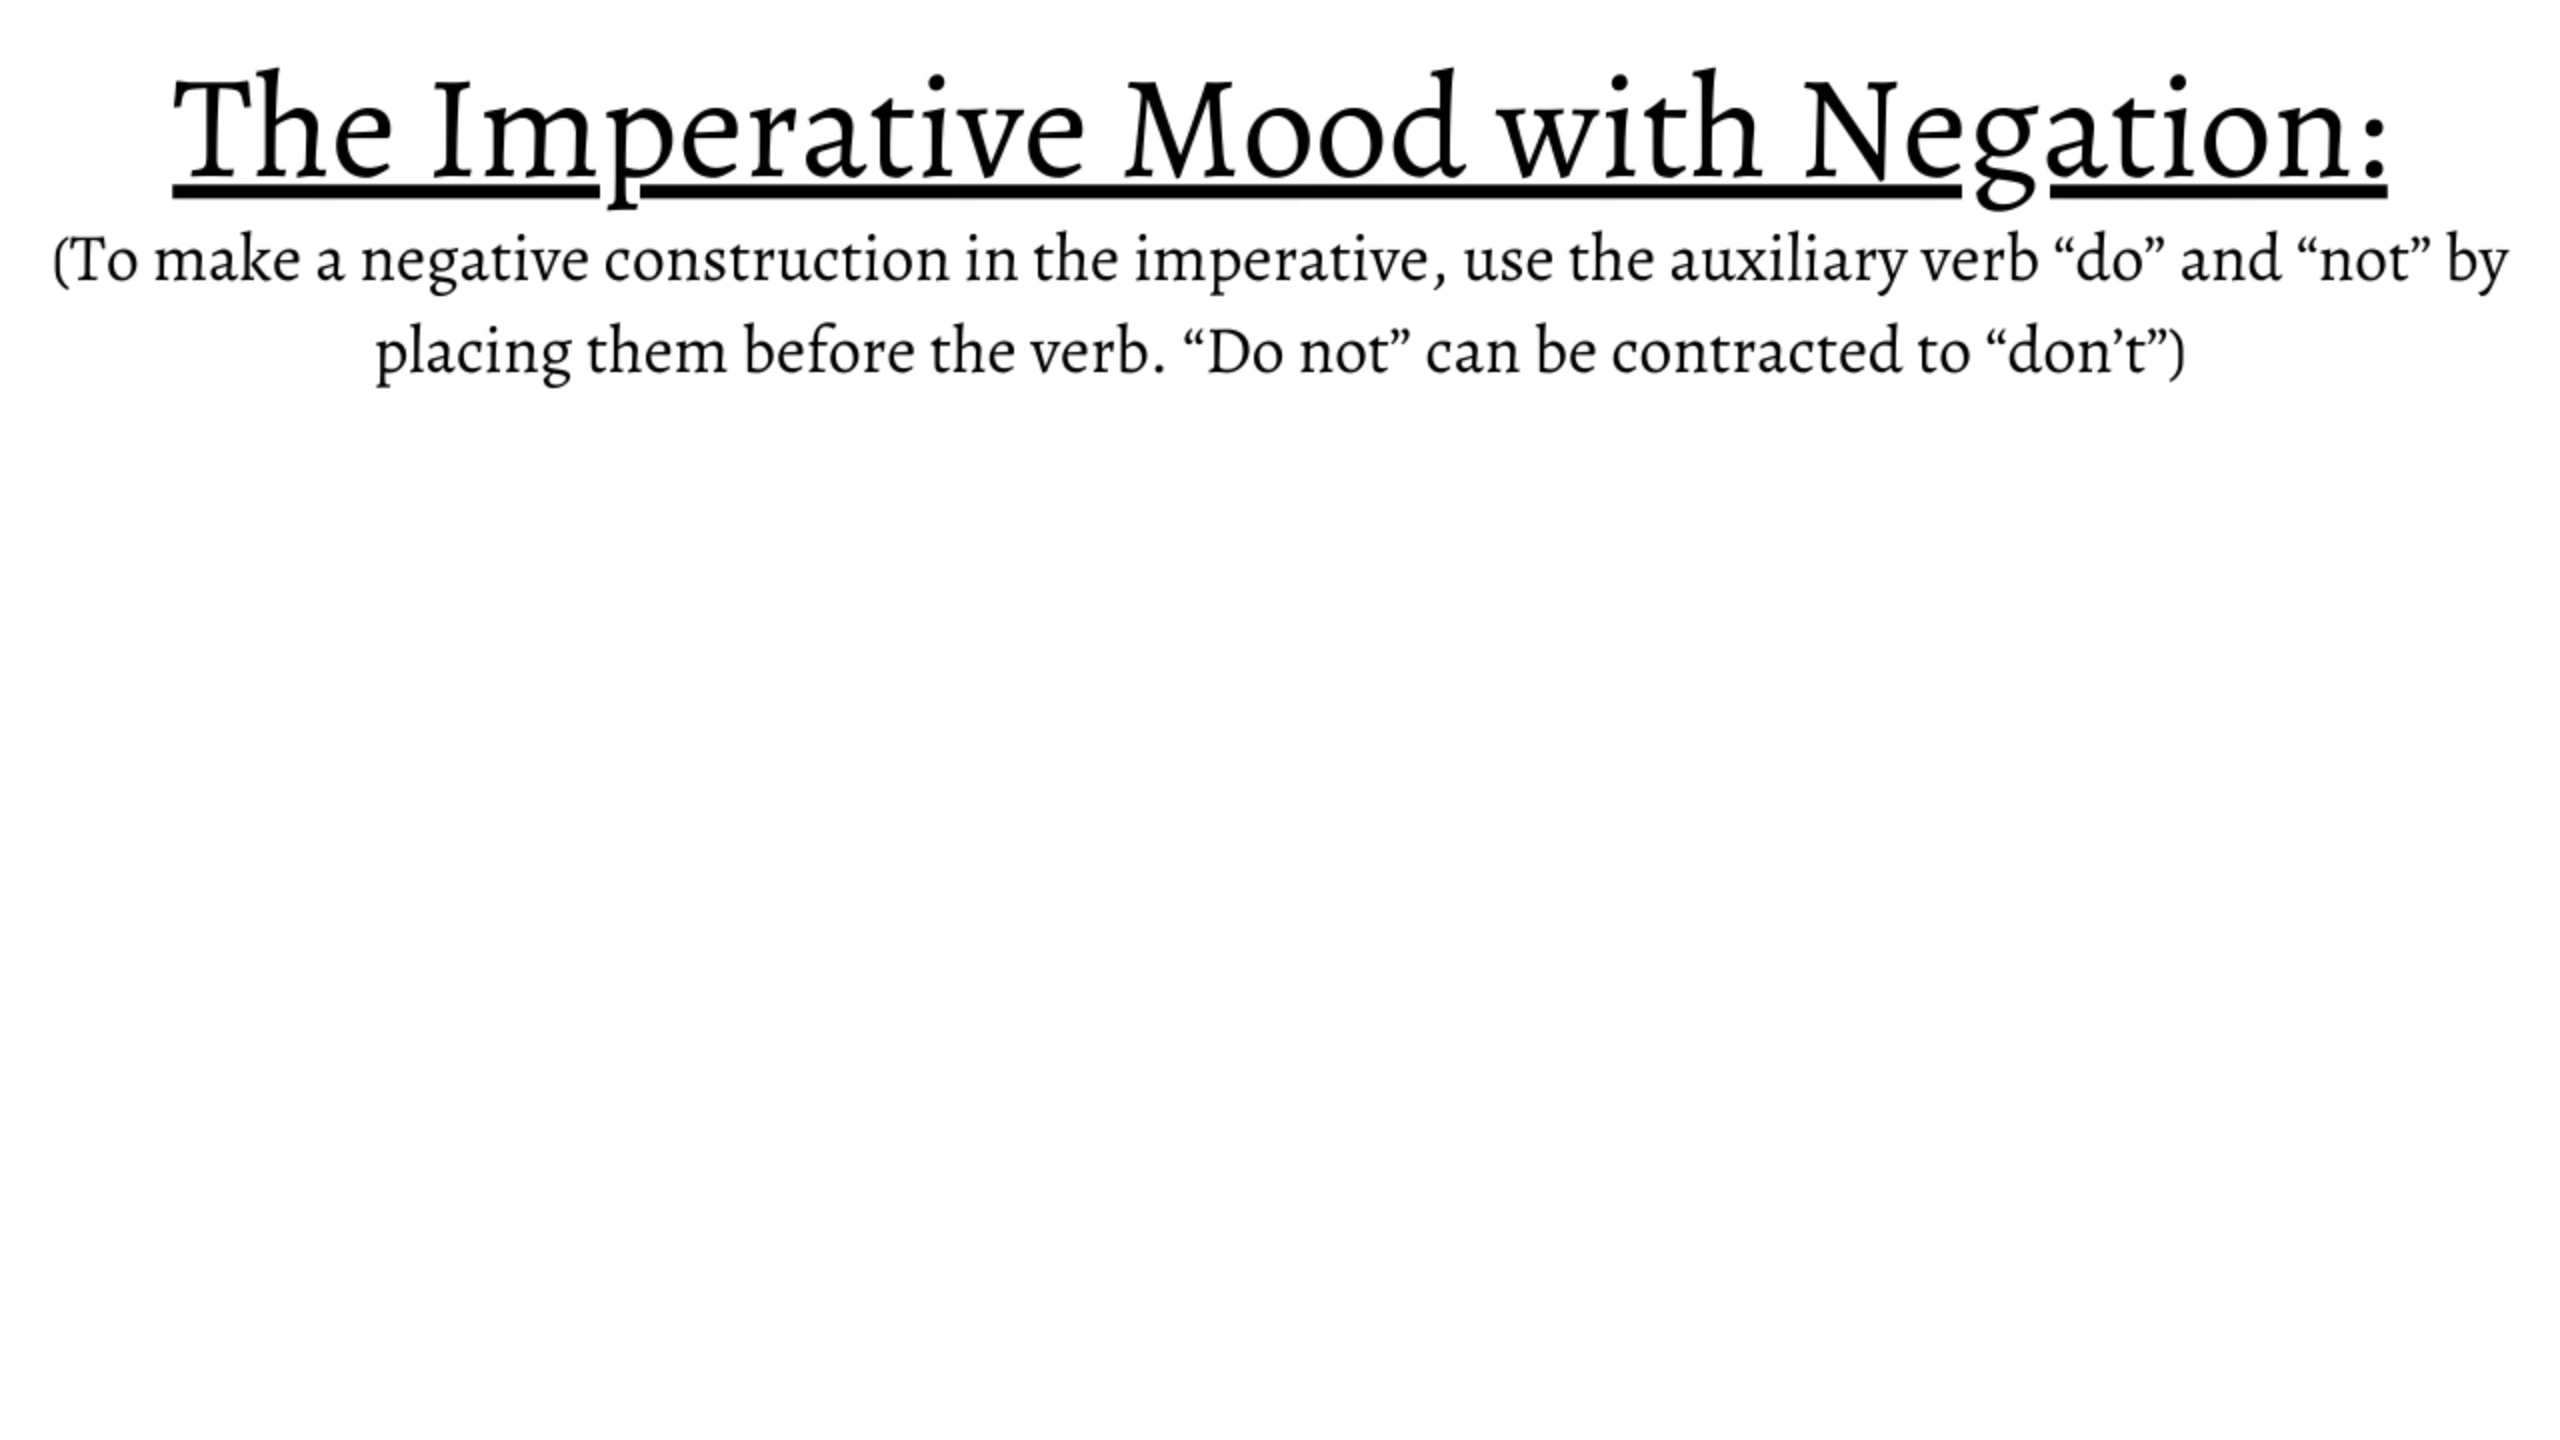 The Imperative Mood with Negation:
(To make a negative construction in the imperative, use the auxiliary verb “do” and “not” by
placing them before the verb. “Do not” can be contracted to “don’t”)